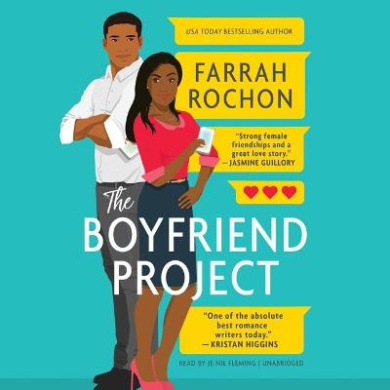 USA TODAY BESTSELLING AUTHOR
FARRAH
ROCHON
"Strong female
friendships and a
great love story."
— JASMINE GUILLORY
The
BOYFRIEND
PROJECT
"One of the absolute
best romance
writers today."
— KRISTAN HIGGINS
READ BY JE NIE FLEMING | UNABRIDGED